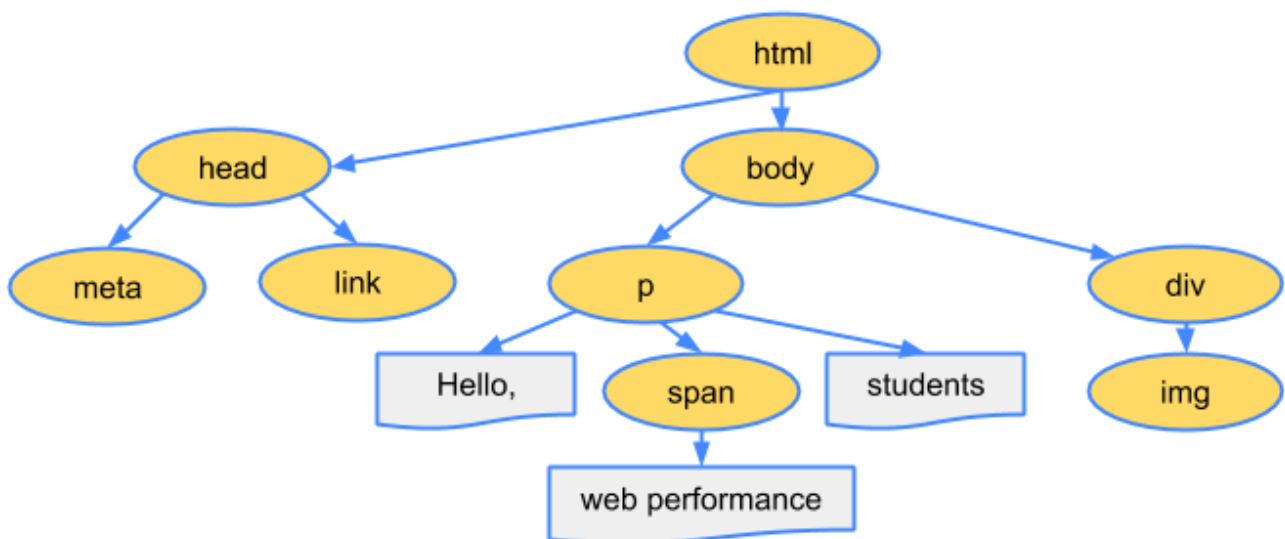 html
head
body
meta
link
p
div
Hello,
span
students
img
web performance